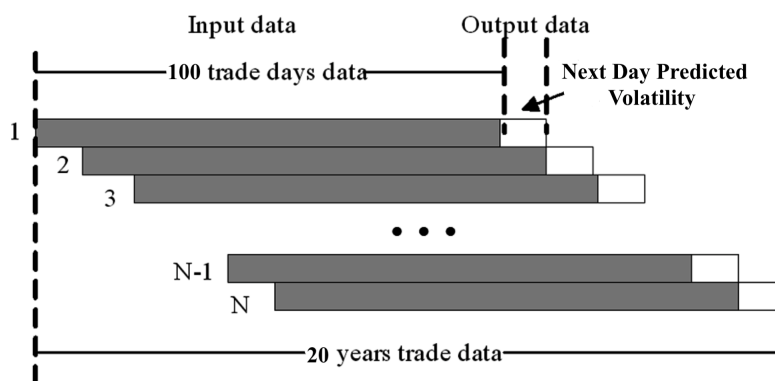 Input data
Output data
100 trade days data
Next Day Predicted
Volatility
1
2
3
N-1
N
20 years trade data